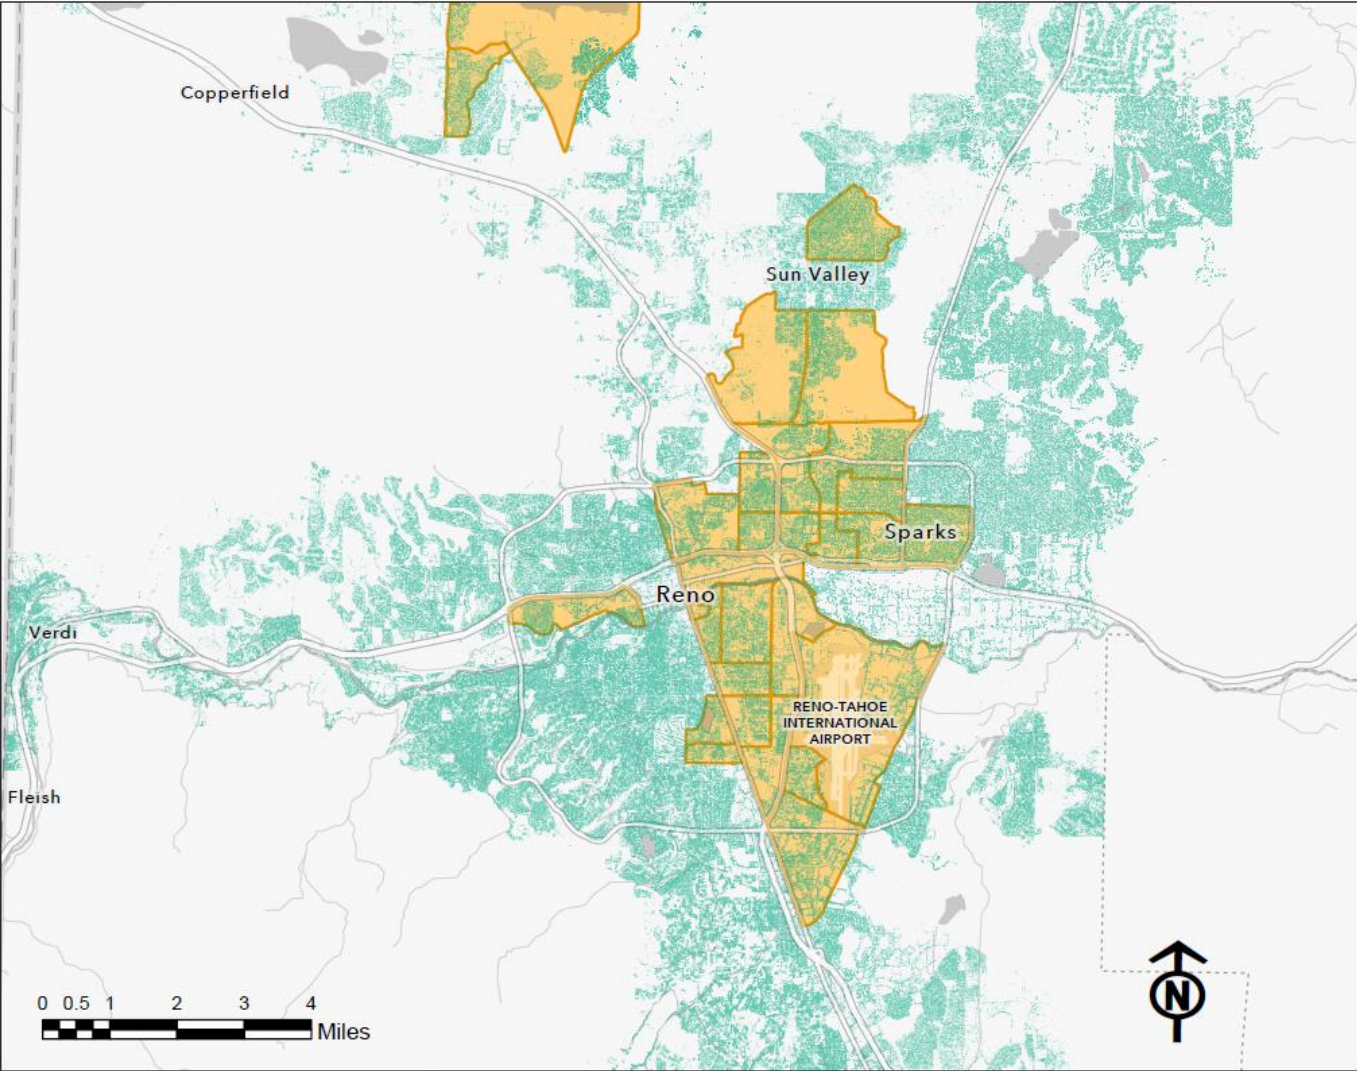 Copperfield
Sun Valley
Sparks
Reno
Verdi
RENO-TAHOE
INTERNATIONAL
AIRPORT
Fleish
0 0.5 1 2 3 4
Miles
N